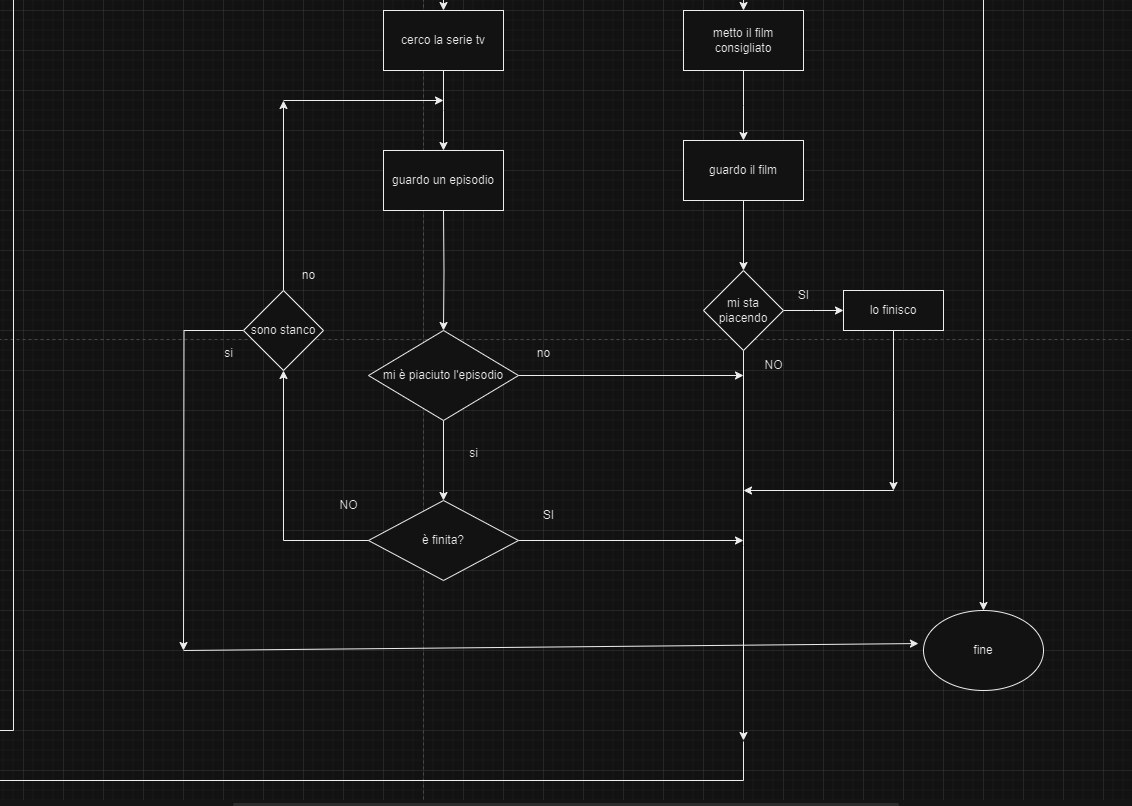 cerco la serie tv
metto il film
consigliato
guardo un episodio
guardo il film
no
sono stanco
si
mi sta
piacendo
SI
lo finisco
NO
mi è piaciuto l'episodio
no
si
NO
è finita?
SI
fine